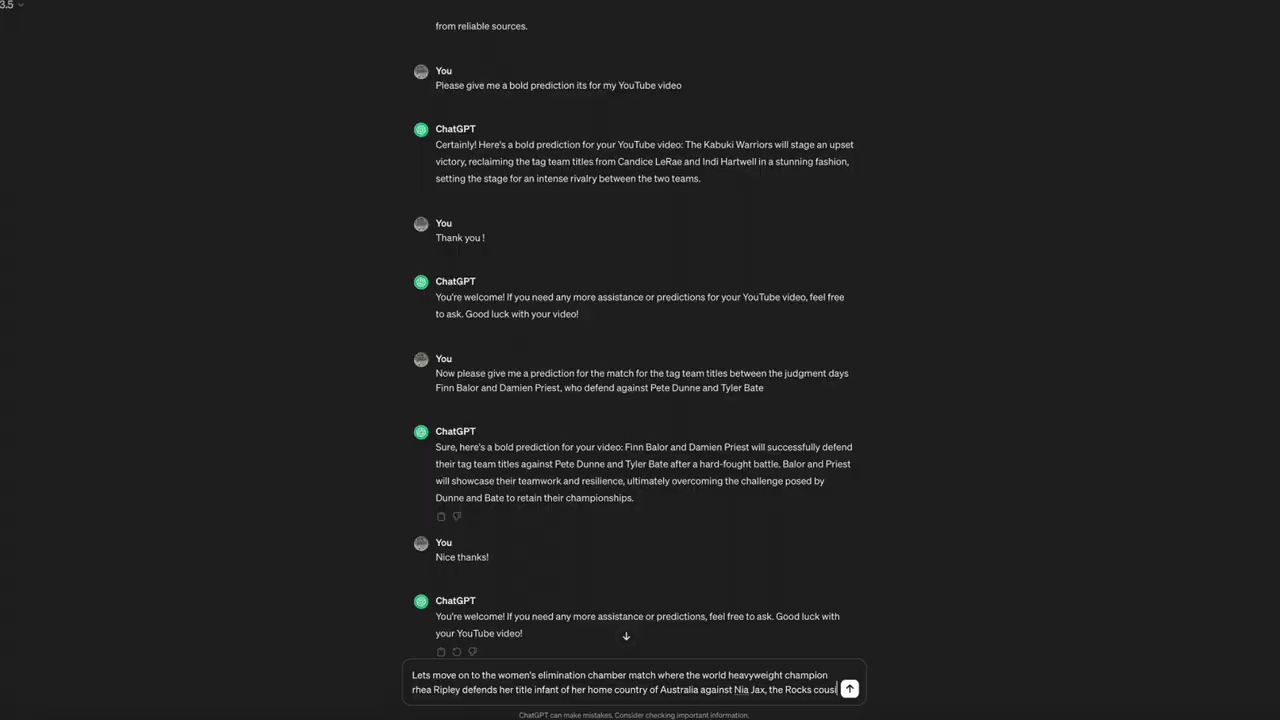 3.5
from reliable sources.
You
Please give me a bold prediction its for my YouTube video
ChatGPT
Certainly! Here's a bold prediction for your YouTube video: The Kabuki Warriors will stage an upset
victory, reclaiming the tag team titles from Candice LeRae and Indi Hartwell in a stunning fashion,
setting the stage for an intense rivalry between the two teams.
You
Thank you !
ChatGPT
You're welcome! If you need any more assistance or predictions for your YouTube video, feel free
to ask. Good luck with your video!
You
Now please give me a prediction for the match for the tag team titles between the judgment days
Finn Balor and Damien Priest, who defend against Pete Dunne and Tyler Bate
ChatGPT
Sure, here's a bold prediction for your video: Finn Balor and Damien Priest will successfully defend
their tag team titles against Pete Dunne and Tyler Bate after a hard-fought battle. Balor and Priest
will showcase their teamwork and resilience, ultimately overcoming the challenge posed by
Dunne and Bate to retain their championships.
You
Nice thanks!
ChatGPT
You're welcome! If you need any more assistance or predictions, feel free to ask. Good luck with
your YouTube video!
Lets move on to the women's elimination chamber match where the world heavyweight champion
rhea Ripley defends her title infant of her home country of Australia against Nia Jax, the Rocks cousi
ChatGPT can make mistakes. Consider checking important information.